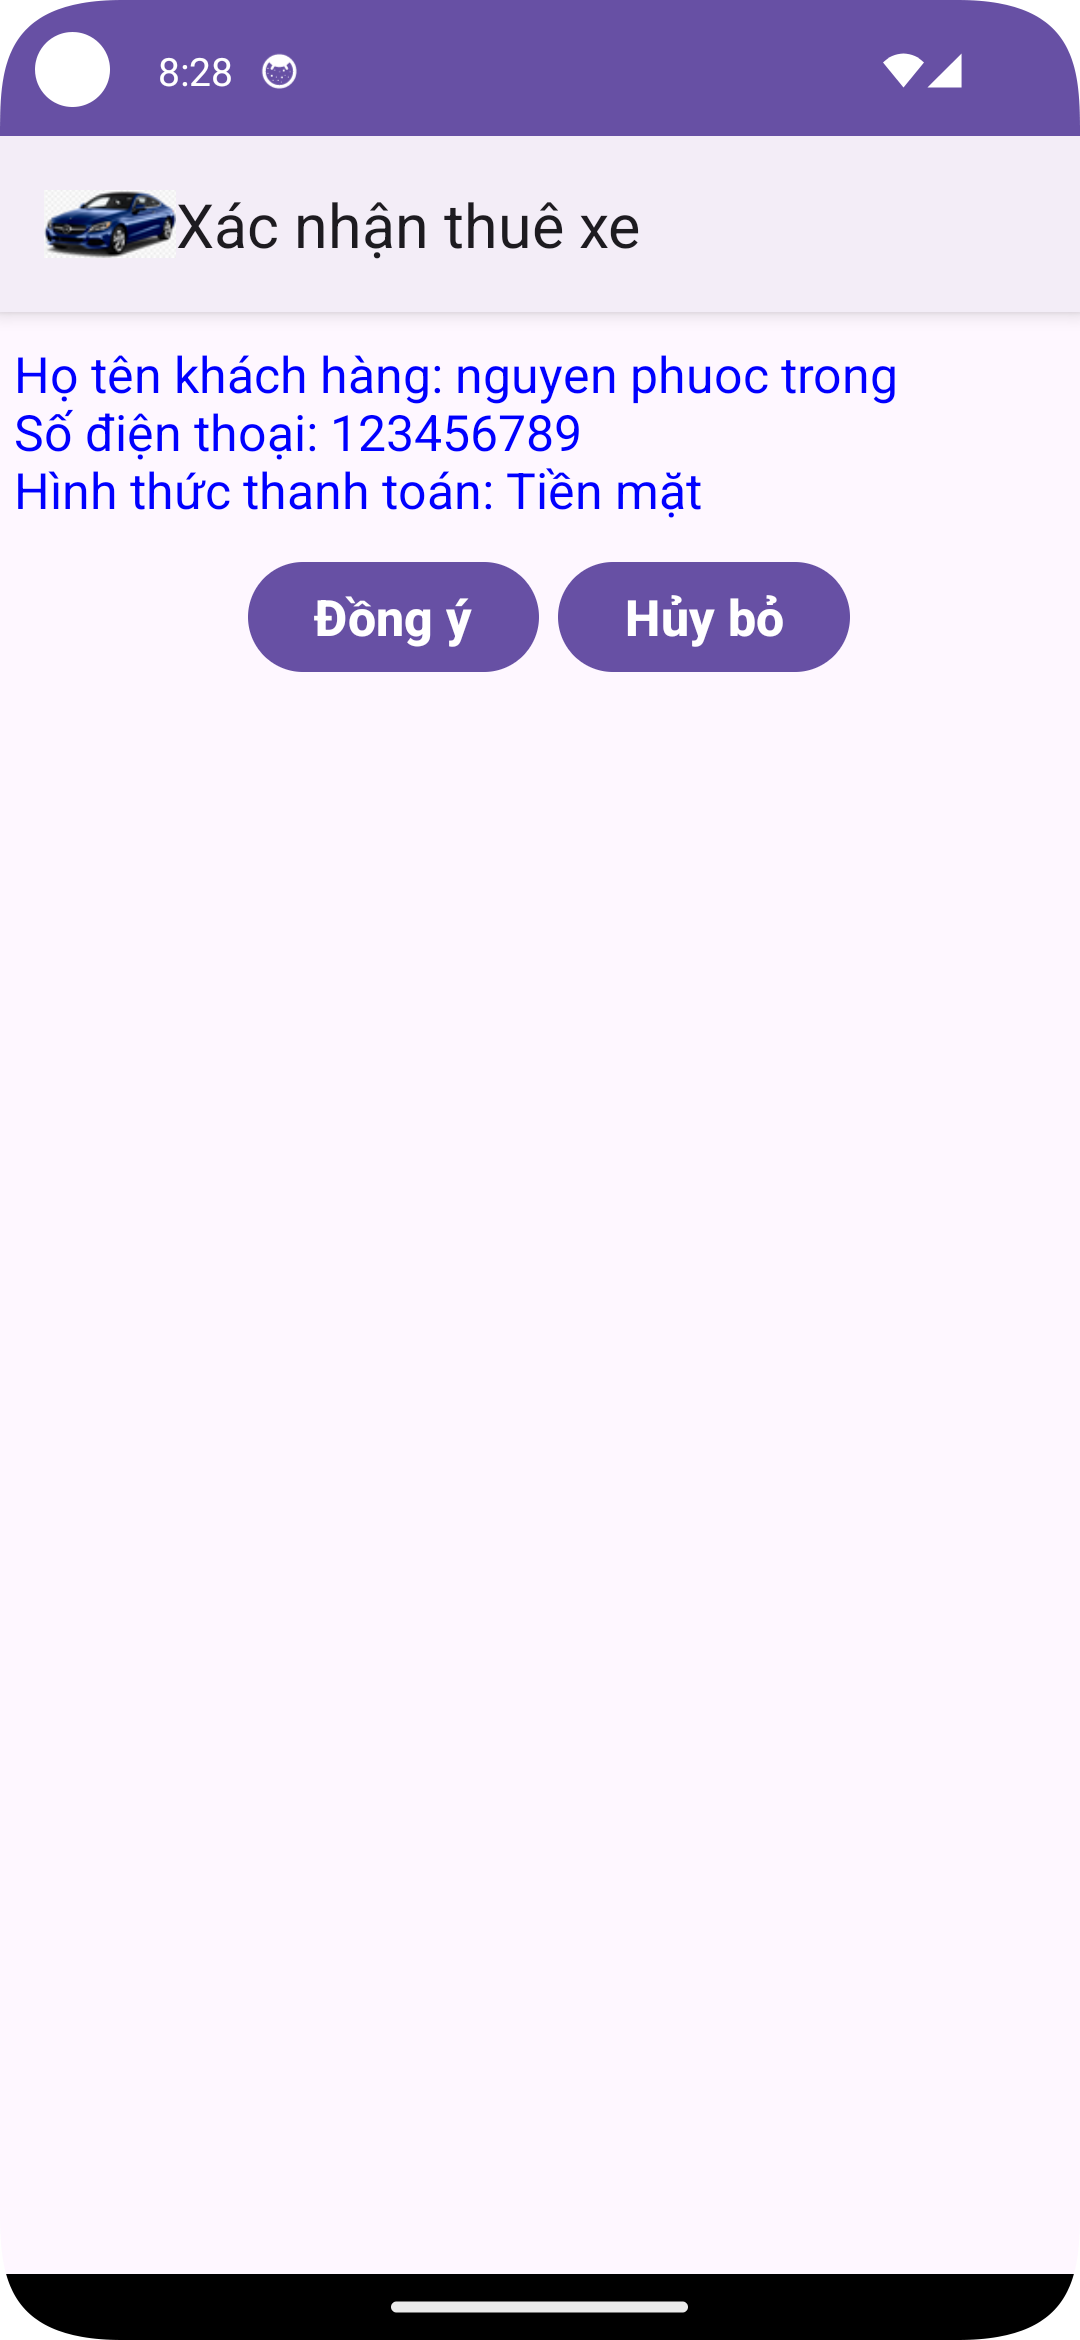 8:28
Xác nhận thuê xe
Họ tên khách hàng: nguyen phuoc trong
Số điện thoại: 123456789
Hình thức thanh toán: Tiền mặt
Đồng ý Hủy bỏ